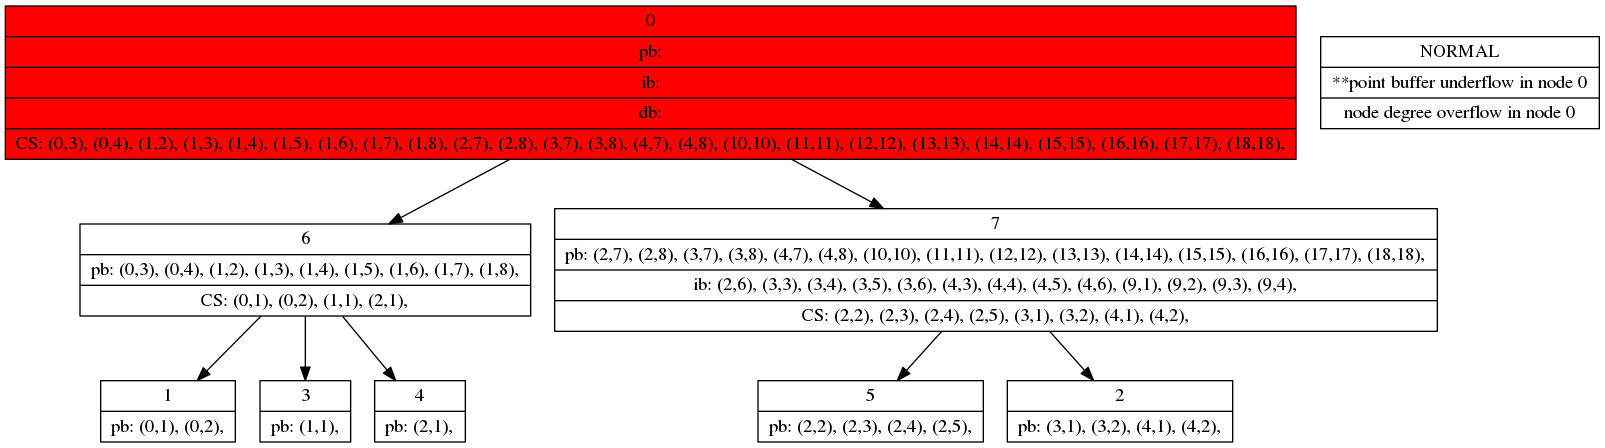 0
pb:
ib:
db:
CS: (0,3), (0,4), (1,2), (1,3), (1,4), (1,5), (1,6), (1,7), (1,8), (2,7), (2,8), (3,7), (3,8), (4,7), (4,8), (10,10), (11,11), (12,12), (13,13), (14,14), (15,15), (16,16), (17,17), (18,18),
NORMAL
**point buffer underflow in node 0
node degree overflow in node 0
6
pb: (0,3), (0,4), (1,2), (1,3), (1,4), (1,5), (1,6), (1,7), (1,8),
CS: (0,1), (0,2), (1,1), (2,1),
7
pb: (2,7), (2,8), (3,7), (3,8), (4,7), (4,8), (10,10), (11,11), (12,12), (13,13), (14,14), (15,15), (16,16), (17,17), (18,18),
ib: (2,6), (3,3), (3,4), (3,5), (3,6), (4,3), (4,4), (4,5), (4,6), (9,1), (9,2), (9,3), (9,4),
CS: (2,2), (2,3), (2,4), (2,5), (3,1), (3,2), (4,1), (4,2),
1
pb: (0,1), (0,2),
3
pb: (1,1),
4
pb: (2,1),
5
pb: (2,2), (2,3), (2,4), (2,5),
2
pb: (3,1), (3,2), (4,1), (4,2),